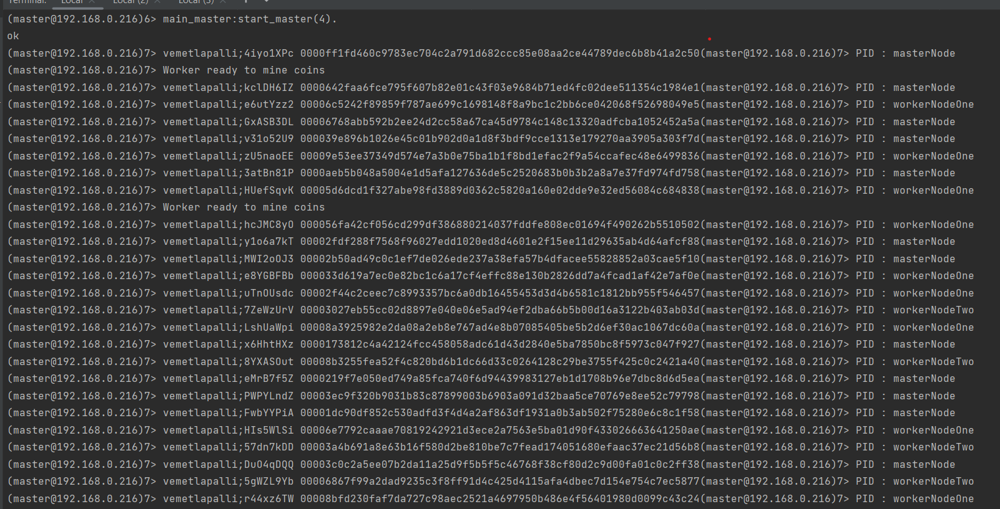 Terminal: Local × Local (2) × Local (3) × + ⌄
(master@192.168.0.216)6> main_master:start_master(4).
ok
(master@192.168.0.216)7> vemetlapalli;4iyo1XPc 0000ff1fd460c9783ec704c2a791d682ccc85e08aa2ce44789dec6b8b41a2c50(master@192.168.0.216)7> PID : masterNode
(master@192.168.0.216)7> Worker ready to mine coins
(master@192.168.0.216)7> vemetlapalli;kclDH6IZ 0000642faa6fce795f607b82e01c43f03e9684b71ed4fc02dee511354c1984e1(master@192.168.0.216)7> PID : masterNode
(master@192.168.0.216)7> vemetlapalli;e6utYzz2 00006c5242f89859f787ae699c1698148f8a9bc1c2bb6ce042068f52698049e5(master@192.168.0.216)7> PID : workerNodeOne
(master@192.168.0.216)7> vemetlapalli;GxASB3DL 00006768abb592b2ee24d2cc58a67ca45d9784c148c13320adfcba1052452a5a(master@192.168.0.216)7> PID : masterNode
(master@192.168.0.216)7> vemetlapalli;v31o52U9 000039e896b1026e45c01b902d0a1d8f3bdf9cce1313e179270aa3905a303f7d(master@192.168.0.216)7> PID : masterNode
(master@192.168.0.216)7> vemetlapalli;zU5naoEE 00009e53ee37349d574e7a3b0e75ba1b1f8bd1efac2f9a54ccafec48e6499836(master@192.168.0.216)7> PID : workerNodeOne
(master@192.168.0.216)7> vemetlapalli;3atBn81P 0000aeb5b048a5004e1d5afa127636de5c2520683b0b3b2a8a7e37fd974fd758(master@192.168.0.216)7> PID : masterNode
(master@192.168.0.216)7> vemetlapalli;HUefSqvK 00005d6dcd1f327abe98fd3889d0362c5820a160e02dde9e32ed56084c684838(master@192.168.0.216)7> PID : workerNodeOne
(master@192.168.0.216)7> Worker ready to mine coins
(master@192.168.0.216)7> vemetlapalli;hcJMC8yO 000056fa42cf056cd299df386880214037fddfe808ec01694f490262b5510502(master@192.168.0.216)7> PID : workerNodeOne
(master@192.168.0.216)7> vemetlapalli;y1o6a7kT 00002fdf288f7568f96027edd1020ed8d4601e2f15ee11d29635ab4d64afcf88(master@192.168.0.216)7> PID : masterNode
(master@192.168.0.216)7> vemetlapalli;MWI2oOJ3 00002b50ad49c0c1ef7de026ede237a38efa57b4dfacee55828852a03cae5f10(master@192.168.0.216)7> PID : masterNode
(master@192.168.0.216)7> vemetlapalli;e8YGBFBb 000033d619a7ec0e82bc1c6a17cf4effc88e130b2826dd7a4fcad1af42e7af0e(master@192.168.0.216)7> PID : workerNodeOne
(master@192.168.0.216)7> vemetlapalli;uTnOUsdc 00002f44c2ceec7c8993357bc6a0db16455453d3d4b6581c1812bb955f546457(master@192.168.0.216)7> PID : workerNodeOne
(master@192.168.0.216)7> vemetlapalli;7ZeWzUrV 00003027eb55cc02d8897e040e06e5ad94ef2dba66b5b00d16a3122b403ab03d(master@192.168.0.216)7> PID : workerNodeTwo
(master@192.168.0.216)7> vemetlapalli;LshUaWpi 00008a3925982e2da08a2eb8e767ad4e8b07085405be5b2d6ef30ac1067dc60a(master@192.168.0.216)7> PID : workerNodeOne
(master@192.168.0.216)7> vemetlapalli;x6HhtHXz 0000173812c4a42124fcc458058adc61d43d2840e5ba7850bc8f5973c047f927(master@192.168.0.216)7> PID : masterNode
(master@192.168.0.216)7> vemetlapalli;8YXASOut 00008b3255fea52f4c820bd6b1dc66d33c0264128c29be3755f425c0c2421a40(master@192.168.0.216)7> PID : workerNodeTwo
(master@192.168.0.216)7> vemetlapalli;eMrB7f5Z 0000219f7e050ed749a85fca740f6d94439983127eb1d1708b96e7dbc8d6d5ea(master@192.168.0.216)7> PID : masterNode
(master@192.168.0.216)7> vemetlapalli;PWPYLndZ 00003ec9f320b9031b83c87899003b6903a091d32baa5ce70769e8ee52c79798(master@192.168.0.216)7> PID : masterNode
(master@192.168.0.216)7> vemetlapalli;FwbYYPiA 00001dc90df852c530adfd3f4d4a2af863df1931a0b3ab502f75280e6c8c1f58(master@192.168.0.216)7> PID : masterNode
(master@192.168.0.216)7> vemetlapalli;HIs5WlSi 00006e7792caaae70819242921d3ece2a7563e5ba01d90f433026663641250ae(master@192.168.0.216)7> PID : workerNodeOne
(master@192.168.0.216)7> vemetlapalli;57dn7kDD 00003a4b691a8e63b16f580d2be810be7c7fead174051680efaac37ec21d56b8(master@192.168.0.216)7> PID : workerNodeTwo
(master@192.168.0.216)7> vemetlapalli;DuO4qDQQ 00003c0c2a5ee07b2da11a25d9f5b5f5c46768f38cf80d2c9d00fa01c0c2ff38(master@192.168.0.216)7> PID : masterNode
(master@192.168.0.216)7> vemetlapalli;5gWZL9Yb 00006867f99a2dad9235c3f8ff91d4c425d4115afa4dbec7d154e754c7ec5877(master@192.168.0.216)7> PID : workerNodeTwo
(master@192.168.0.216)7> vemetlapalli;r44xz6TW 00008bfd230faf7da727c98aec2521a4697950b486e4f56401980d0099c43c24(master@192.168.0.216)7> PID : workerNodeOne